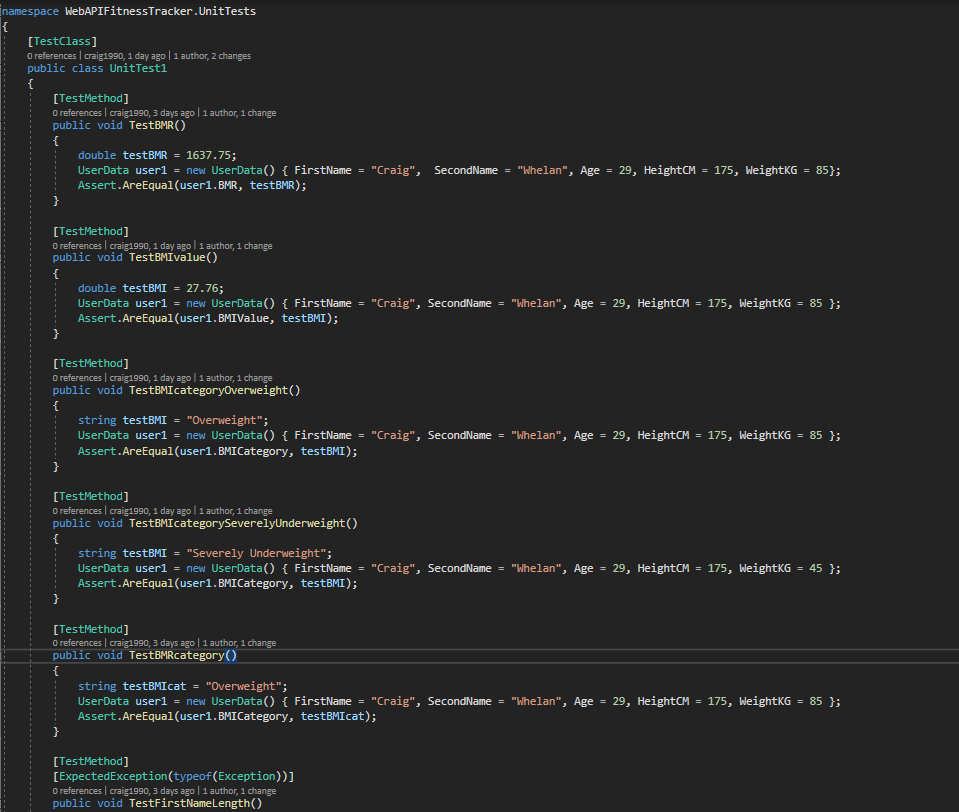 namespace WebAPIFitnessTracker.UnitTests
{
[TestClass]
0 references | craig1990, 1 day ago | 1 author, 2 changes
public class UnitTest1
{
[TestMethod]
0 references | craig1990, 3 days ago | 1 author, 1 change
public void TestBMR()
{
double testBMR = 1637.75;
UserData user1 = new UserData() { FirstName = "Craig",  SecondName = "Whelan", Age = 29, HeightCM = 175, WeightKG = 85};
Assert.AreEqual(user1.BMR, testBMR);
}
[TestMethod]
0 references | craig1990, 1 day ago | 1 author, 1 change
public void TestBMIvalue()
{
double testBMI = 27.76;
UserData user1 = new UserData() { FirstName = "Craig", SecondName = "Whelan", Age = 29, HeightCM = 175, WeightKG = 85 };
Assert.AreEqual(user1.BMIValue, testBMI);
}
[TestMethod]
0 references | craig1990, 1 day ago | 1 author, 1 change
public void TestBMIcategoryOverweight()
{
string testBMI = "Overweight";
UserData user1 = new UserData() { FirstName = "Craig", SecondName = "Whelan", Age = 29, HeightCM = 175, WeightKG = 85 };
Assert.AreEqual(user1.BMICategory, testBMI);
}
[TestMethod]
0 references | craig1990, 1 day ago | 1 author, 1 change
public void TestBMIcategorySeverelyUnderweight()
{
string testBMI = "Severely Underweight";
UserData user1 = new UserData() { FirstName = "Craig", SecondName = "Whelan", Age = 29, HeightCM = 175, WeightKG = 45 };
Assert.AreEqual(user1.BMICategory, testBMI);
}
[TestMethod]
0 references | craig1990, 3 days ago | 1 author, 1 change
public void TestBMRcategory()
{
string testBMIcat = "Overweight";
UserData user1 = new UserData() { FirstName = "Craig", SecondName = "Whelan", Age = 29, HeightCM = 175, WeightKG = 85 };
Assert.AreEqual(user1.BMICategory, testBMIcat);
}
[TestMethod]
[ExpectedException(typeof(Exception))]
0 references | craig1990, 3 days ago | 1 author, 1 change
public void TestFirstNameLength()